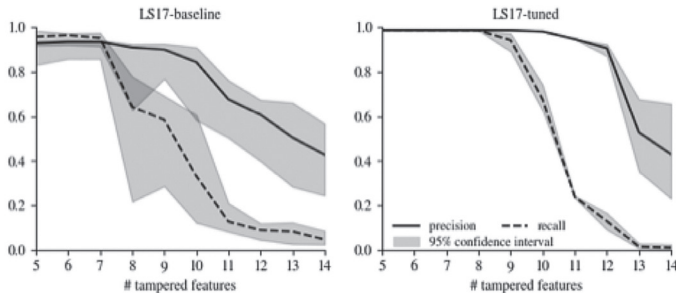 LS17-baseline
1.0
0.8
0.6
0.4
0.2
0.0
5 6 7 8 9 10 11 12 13 14
# tampered features
LS17-tuned
1.0
0.8
0.6
0.4
0.2
0.0
precision recall
95% confidence interval
5 6 7 8 9 10 11 12 13 14
# tampered features